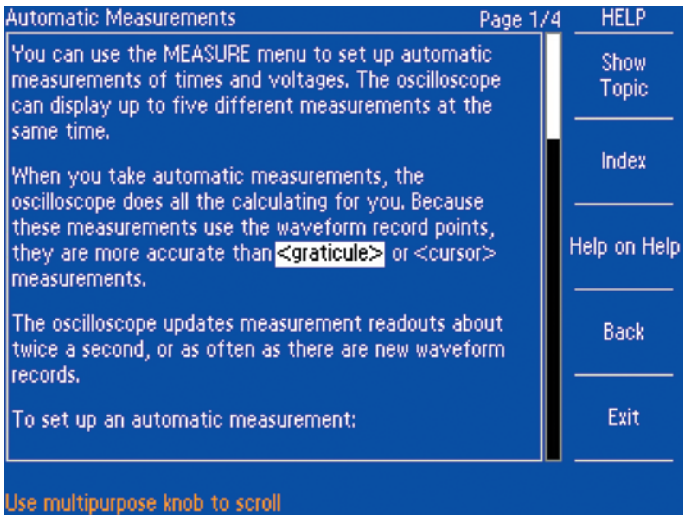 Automatic Measurements Page 1/4 HELP
You can use the MEASURE menu to set up automatic
measurements of times and voltages. The oscilloscope
can display up to five different measurements at the
same time.
When you take automatic measurements, the
oscilloscope does all the calculating for you. Because
these measurements use the waveform record points,
they are more accurate than <graticule> or <cursor>
measurements.
The oscilloscope updates measurement readouts about
twice a second, or as often as there are new waveform
records.
To set up an automatic measurement:
Show
Topic
Index
Help on Help
Back
Exit
Use multipurpose knob to scroll